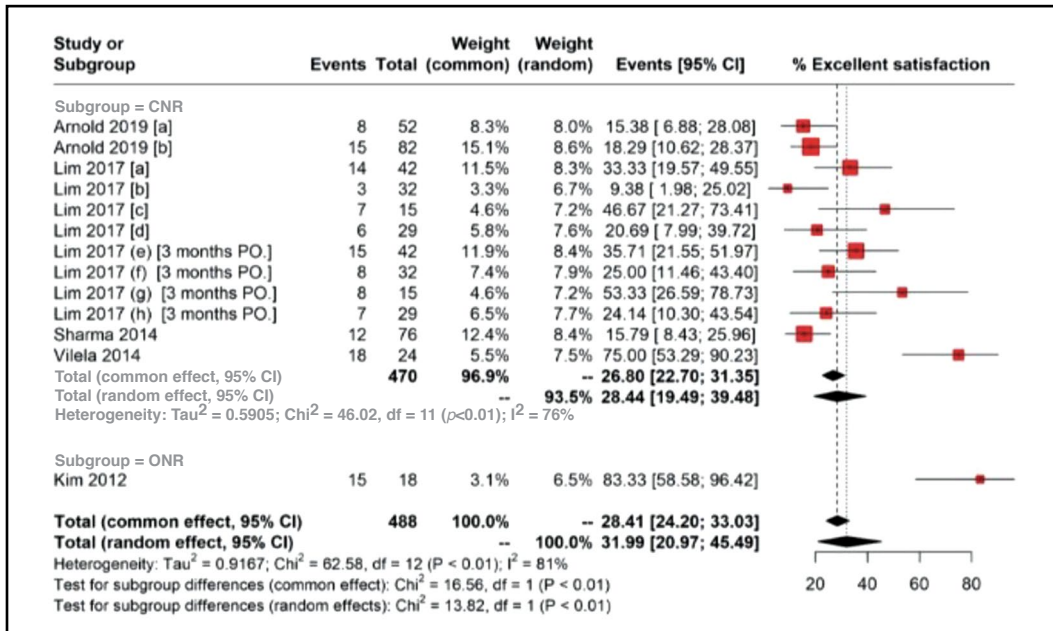 Study or Weight Weight
Subgroup Events Total (common) (random) Events [95% CI] % Excellent satisfaction
Subgroup = CNR
Arnold 2019 [a] 8 52 8.3% 8.0% 15.38 [ 6.88; 28.08]
Arnold 2019 [b] 15 82 15.1% 8.6% 18.29 [10.62; 28.37]
Lim 2017 [a] 14 42 11.5% 8.3% 33.33 [19.57; 49.55]
Lim 2017 [b] 3 32 3.3% 6.7% 9.38 [ 1.98; 25.02]
Lim 2017 [c] 7 15 4.6% 7.2% 46.67 [21.27; 73.41]
Lim 2017 [d] 6 29 5.8% 7.6% 20.69 [ 7.99; 39.72]
Lim 2017 (e) [3 months PO.] 15 42 11.9% 8.4% 35.71 [21.55; 51.97]
Lim 2017 (f) [3 months PO.] 8 32 7.4% 7.9% 25.00 [11.46; 43.40]
Lim 2017 (g) [3 months PO.] 8 15 4.6% 7.2% 53.33 [26.59; 78.73]
Lim 2017 (h) [3 months PO.] 7 29 6.5% 7.7% 24.14 [10.30; 43.54]
Sharma 2014 12 76 12.4% 8.4% 15.79 [ 8.43; 25.96]
Vilela 2014 18 24 5.5% 7.5% 75.00 [53.29; 90.23]
Total (common effect, 95% CI) 470 96.9% -- 26.80 [22.70; 31.35]
Total (random effect, 95% CI) -- 93.5% 28.44 [19.49; 39.48]
Heterogeneity: Tau² = 0.5905; Chi² = 46.02, df = 11 (p<0.01); I² = 76%
Subgroup = ONR
Kim 2012 15 18 3.1% 6.5% 83.33 [58.58; 96.42]
Total (common effect, 95% CI) 488 100.0% -- 28.41 [24.20; 33.03]
Total (random effect, 95% CI) -- 100.0% 31.99 [20.97; 45.49]
Heterogeneity: Tau² = 0.9167; Chi² = 62.58, df = 12 (P < 0.01); I² = 81%
Test for subgroup differences (common effect): Chi² = 16.56, df = 1 (P < 0.01)
Test for subgroup differences (random effects): Chi² = 13.82, df = 1 (P < 0.01)
20 40 60 80